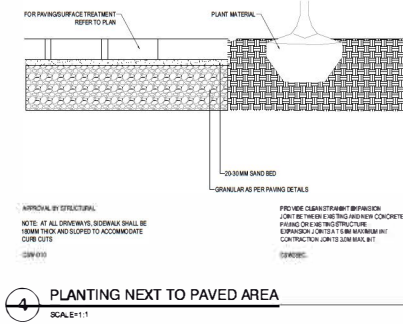 FOR PAVING/SURFACE TREATMENT
REFER TO PLAN
PLANT MATERIAL
20-30MM SAND BED
GRANULAR AS PER PAVING DETAILS
APPROVAL BY STRUCTURAL
NOTE: AT ALL DRIVEWAYS, SIDEWALK SHALL BE
180MM THICK AND SLOPED TO ACCOMMODATE
CURB CUTS
PROVIDE CLEAN STRAIGHT EXPANSION
JOINT BETWEEN EXISTING AND NEW CONCRETE
PAVING OR EXISTING STRUCTURE
EXPANSION JOINTS AT MAXIMUM INT
CONTRACTION JOINTS 3.0M MAX. INT
4
PLANTING NEXT TO PAVED AREA
SCALE=1:1